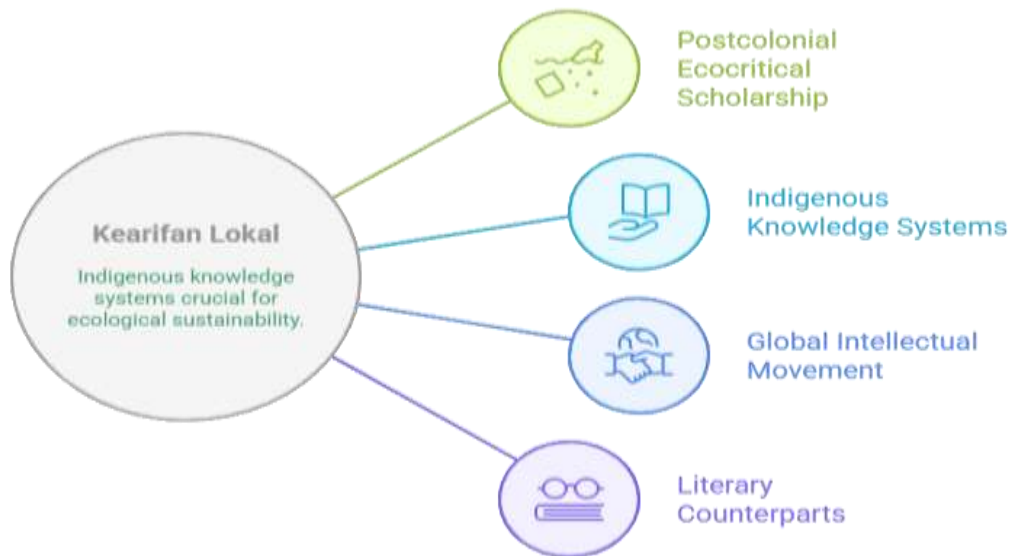 Kearifan Lokal
Indigenous knowledge
systems crucial for
ecological sustainability.
Postcolonial
Ecocritical
Scholarship
Indigenous
Knowledge Systems
Global Intellectual
Movement
Literary
Counterparts